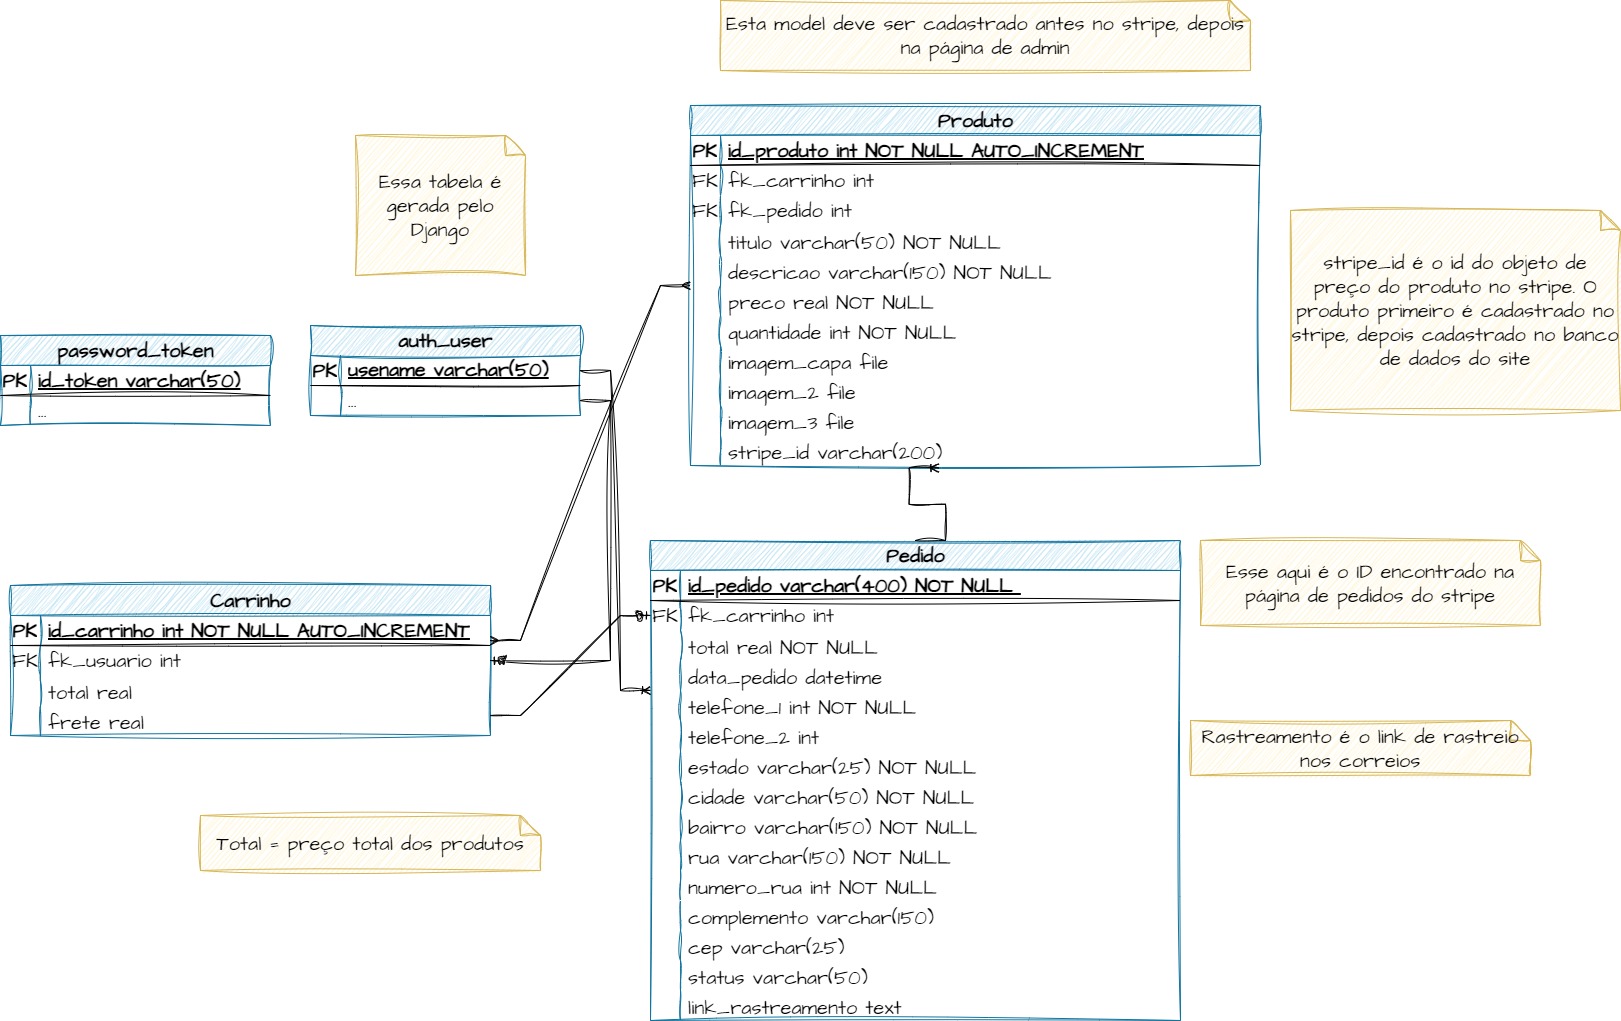 Esta model deve ser cadastrado antes no stripe, depois
na página de admin
Produto
PK id_produto int NOT NULL AUTO_INCREMENT
FK fk_carrinho int
FK fk_pedido int
titulo varchar(50) NOT NULL
descricao varchar(150) NOT NULL
preco real NOT NULL
quantidade int NOT NULL
imagem_capa file
imagem_2 file
imagem_3 file
stripe_id varchar(200)
Essa tabela é
gerada pelo
Django
stripe_id é o id do objeto de
preço do produto no stripe. O
produto primeiro é cadastrado no
stripe, depois cadastrado no banco
de dados do site
password_token
PK id_token varchar(50)
...
auth_user
PK usename varchar(50)
...
Pedido
PK id_pedido varchar(400) NOT NULL
FK fk_carrinho int
total real NOT NULL
data_pedido datetime
telefone_1 int NOT NULL
telefone_2 int
estado varchar(25) NOT NULL
cidade varchar(50) NOT NULL
bairro varchar(150) NOT NULL
rua varchar(150) NOT NULL
numero_rua int NOT NULL
complemento varchar(150)
cep varchar(25)
status varchar(50)
link_rastreamento text
Esse aqui é o ID encontrado na
página de pedidos do stripe
Carrinho
PK id_carrinho int NOT NULL AUTO_INCREMENT
FK fk_usuario int
total real
frete real
Rastreamento é o link de rastreio
nos correios
Total = preço total dos produtos